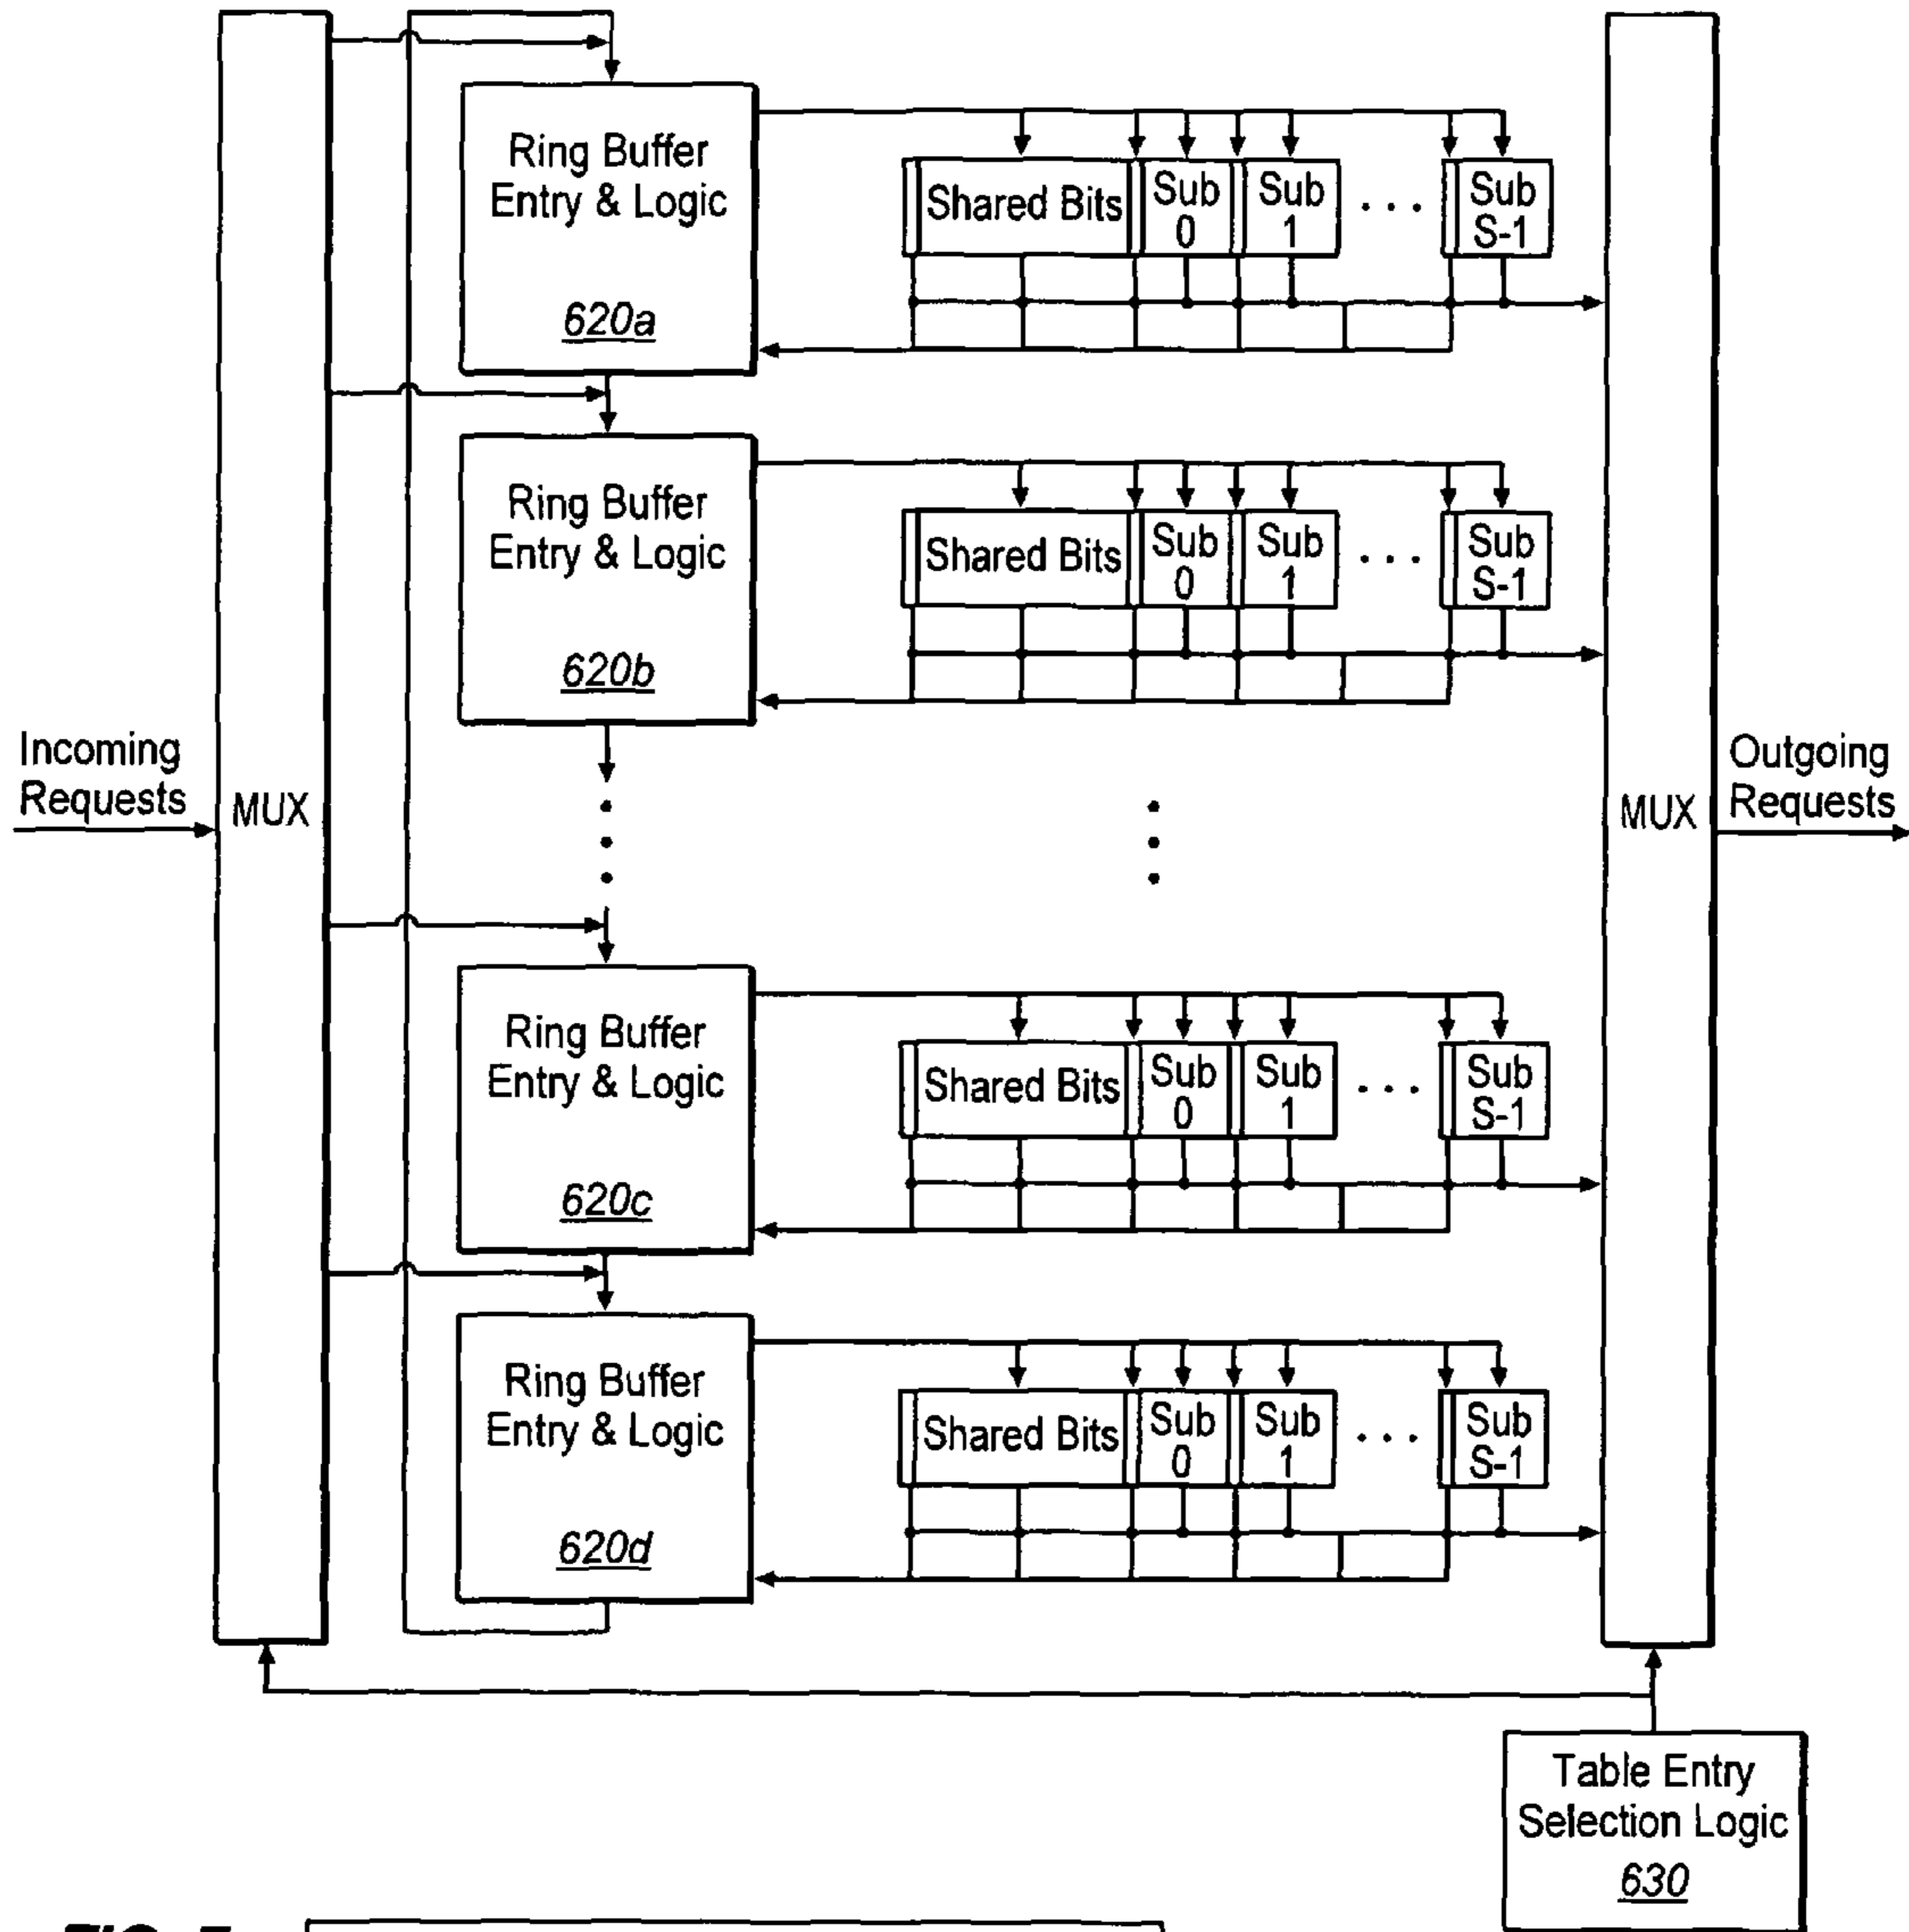 Ring Buffer
Entry & Logic
620a
Shared Bits
Sub
0
Sub
1
. . .
Sub
S-1
Ring Buffer
Entry & Logic
620b
Shared Bits
Sub
0
Sub
1
. . .
Sub
S-1
Incoming
Requests
MUX
MUX
Outgoing
Requests
Ring Buffer
Entry & Logic
620c
Shared Bits
Sub
0
Sub
1
. . .
Sub
S-1
Ring Buffer
Entry & Logic
620d
Shared Bits
Sub
0
Sub
1
. . .
Sub
S-1
Table Entry
Selection Logic
630